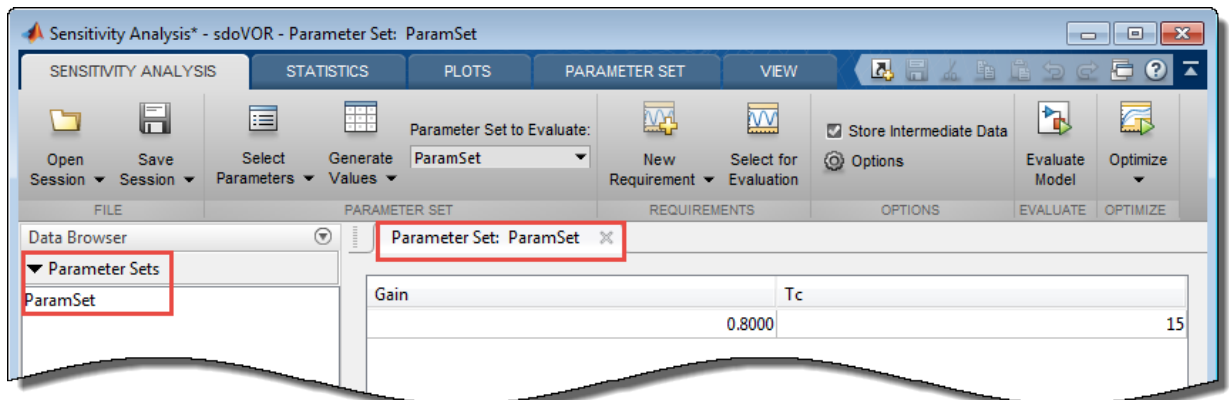 Sensitivity Analysis* - sdoVOR - Parameter Set: ParamSet
SENSITIVITY ANALYSIS STATISTICS PLOTS PARAMETER SET VIEW
Open Session
Save Session
Select Parameters
Generate Values
Parameter Set to Evaluate:
ParamSet
New Requirement
Select for Evaluation
Store Intermediate Data
Options
Evaluate Model
Optimize
FILE PARAMETER SET REQUIREMENTS OPTIONS EVALUATE OPTIMIZE
Data Browser
Parameter Set: ParamSet
Parameter Sets
ParamSet
Gain Tc
0.8000 15